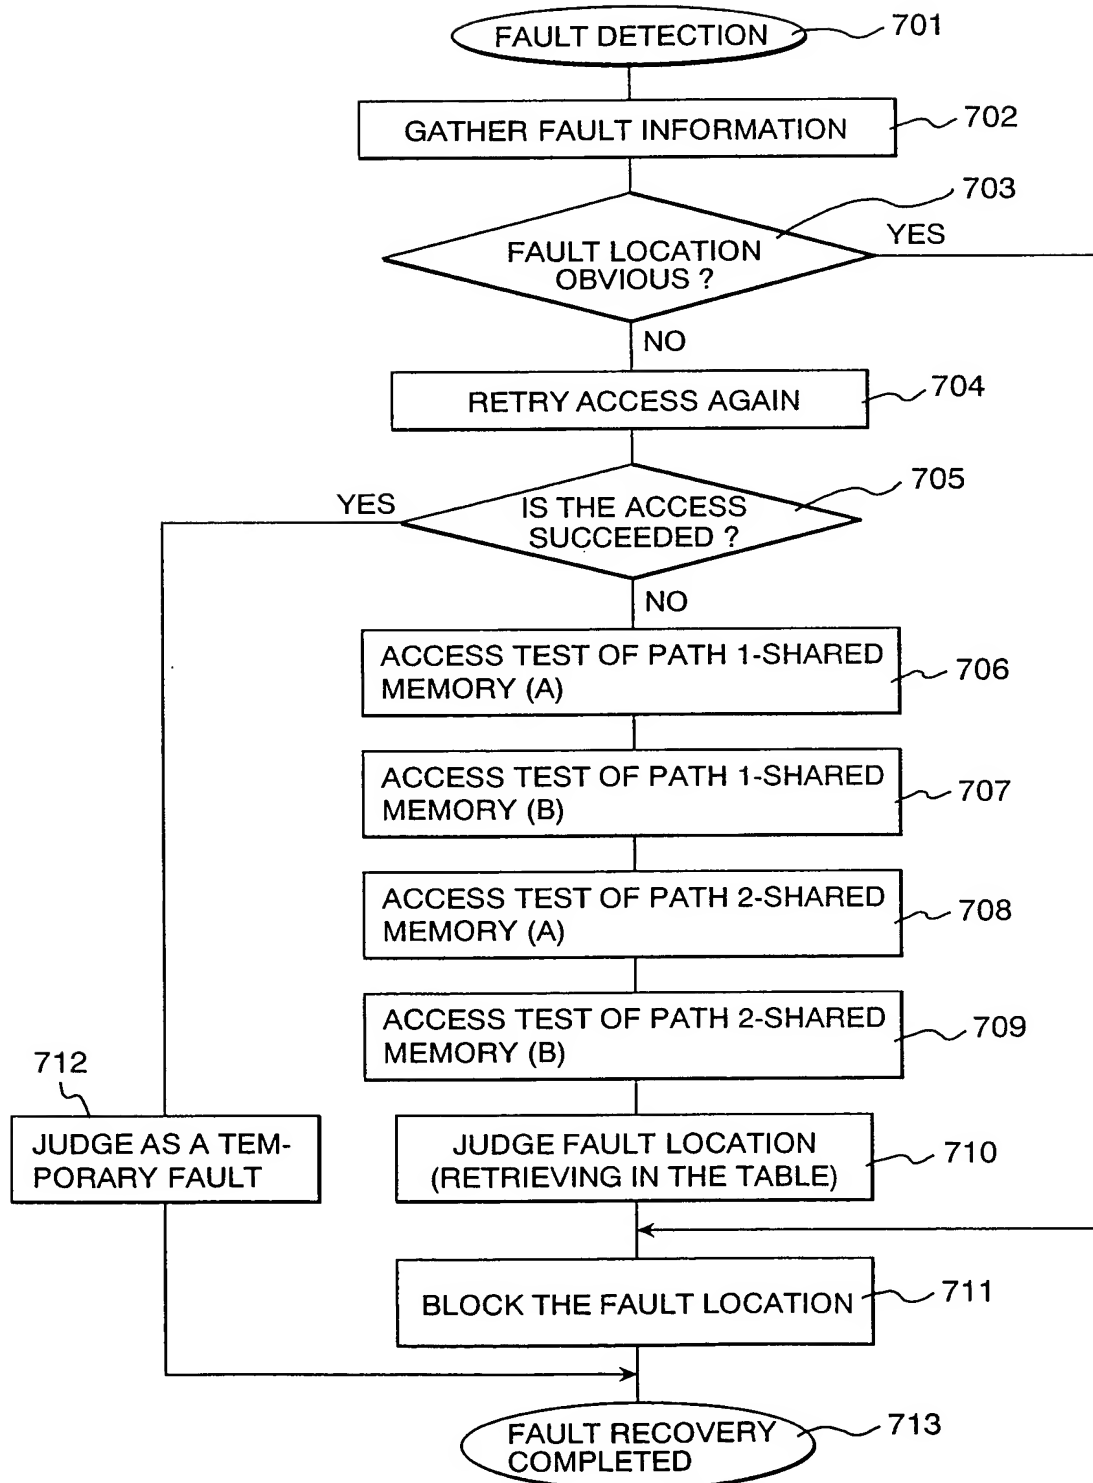 FAULT DETECTION
701
GATHER FAULT INFORMATION
702
703
FAULT LOCATION
OBVIOUS ?
YES
NO
RETRY ACCESS AGAIN
704
705
YES
IS THE ACCESS
SUCCEEDED ?
NO
ACCESS TEST OF PATH 1-SHARED
MEMORY (A)
706
ACCESS TEST OF PATH 1-SHARED
MEMORY (B)
707
ACCESS TEST OF PATH 2-SHARED
MEMORY (A)
708
ACCESS TEST OF PATH 2-SHARED
MEMORY (B)
709
712
JUDGE AS A TEM-
PORARY FAULT
JUDGE FAULT LOCATION
(RETRIEVING IN THE TABLE)
710
BLOCK THE FAULT LOCATION
711
FAULT RECOVERY
COMPLETED
713